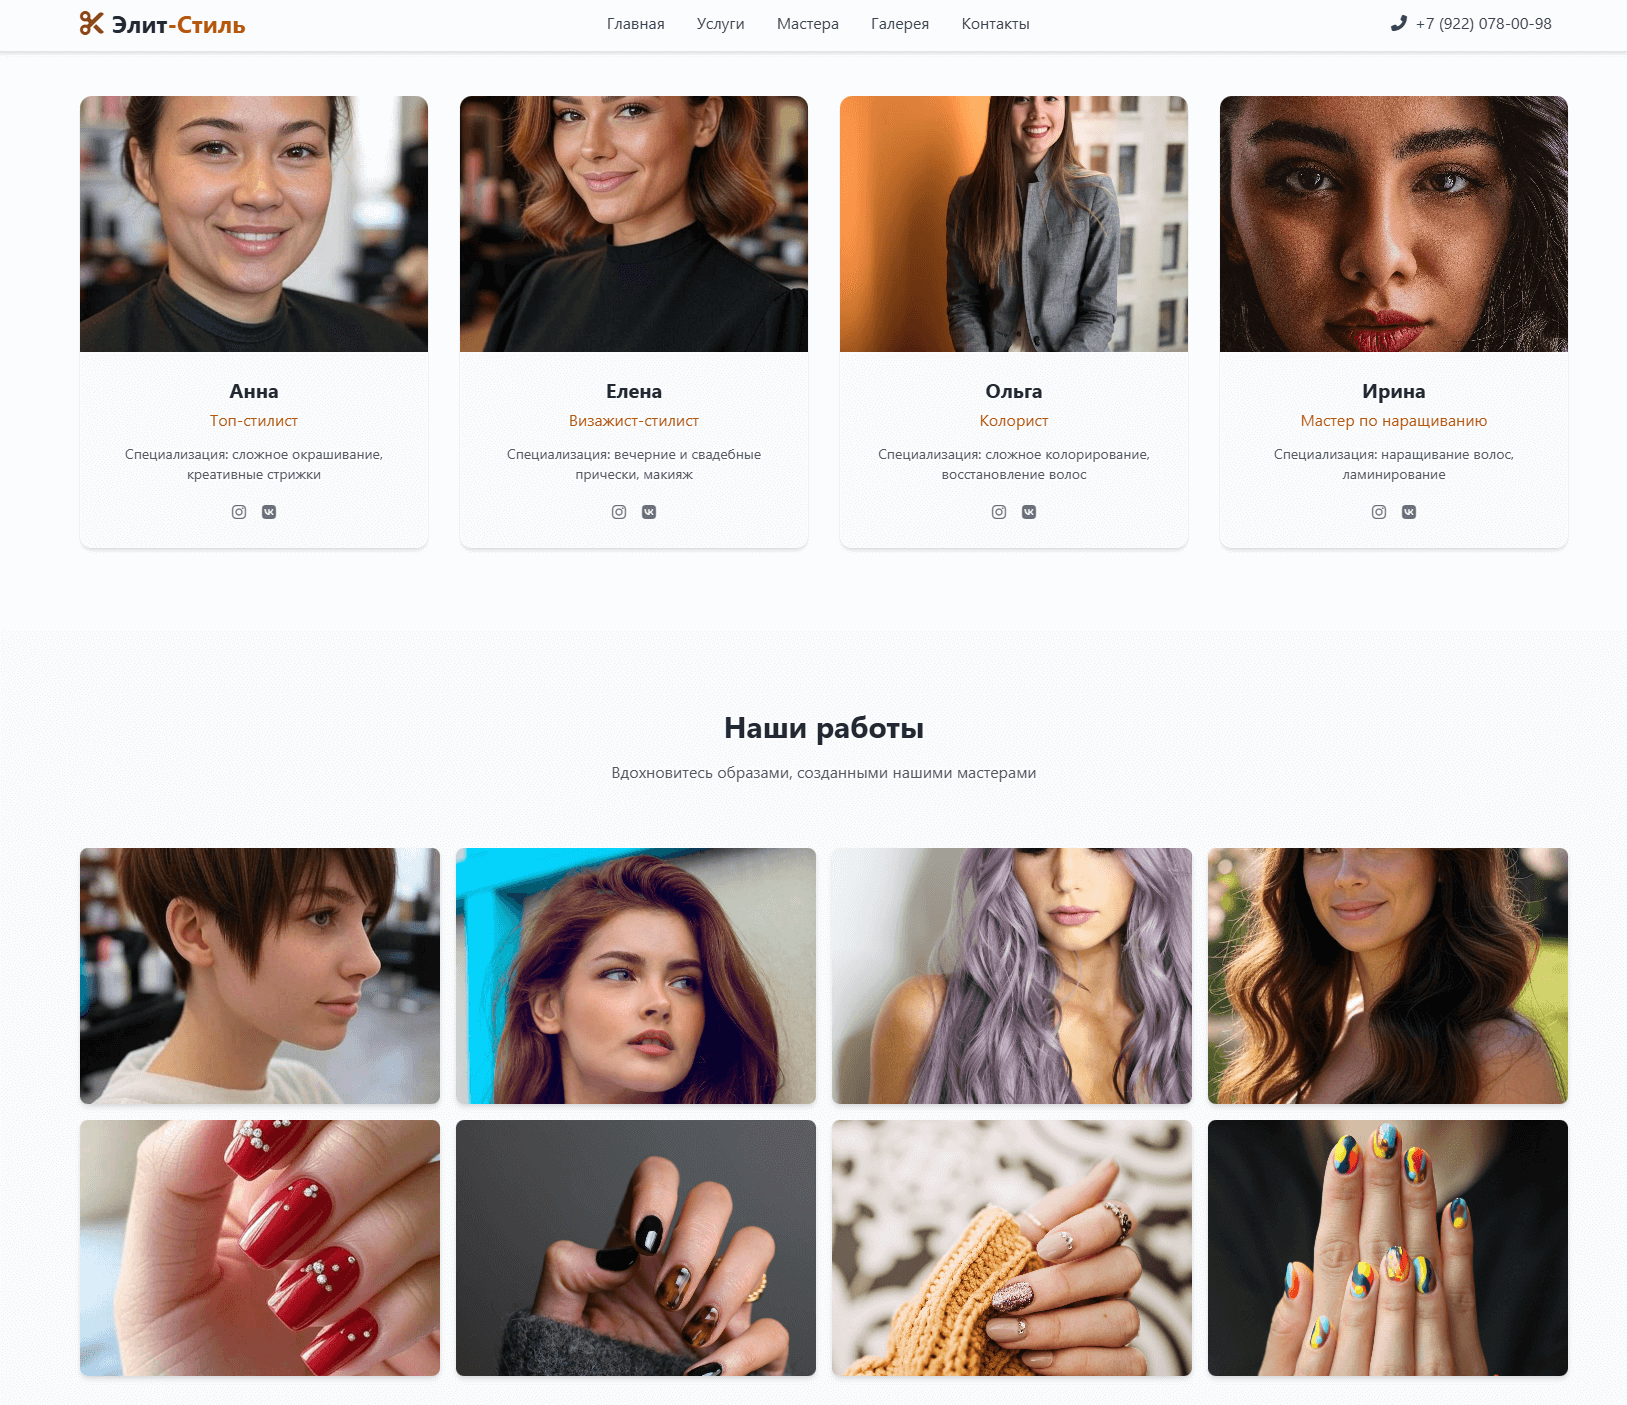 Элит-Стиль
Главная Услуги Мастера Галерея Контакты
+7 (922) 078-00-98
Анна
Топ-стилист
Специализация: сложное окрашивание,
креативные стрижки
Елена
Визажист-стилист
Специализация: вечерние и свадебные
прически, макияж
Ольга
Колорист
Специализация: сложное колорирование,
восстановление волос
Ирина
Мастер по наращиванию
Специализация: наращивание волос,
ламинирование
Наши работы
Вдохновитесь образами, созданными нашими мастерами